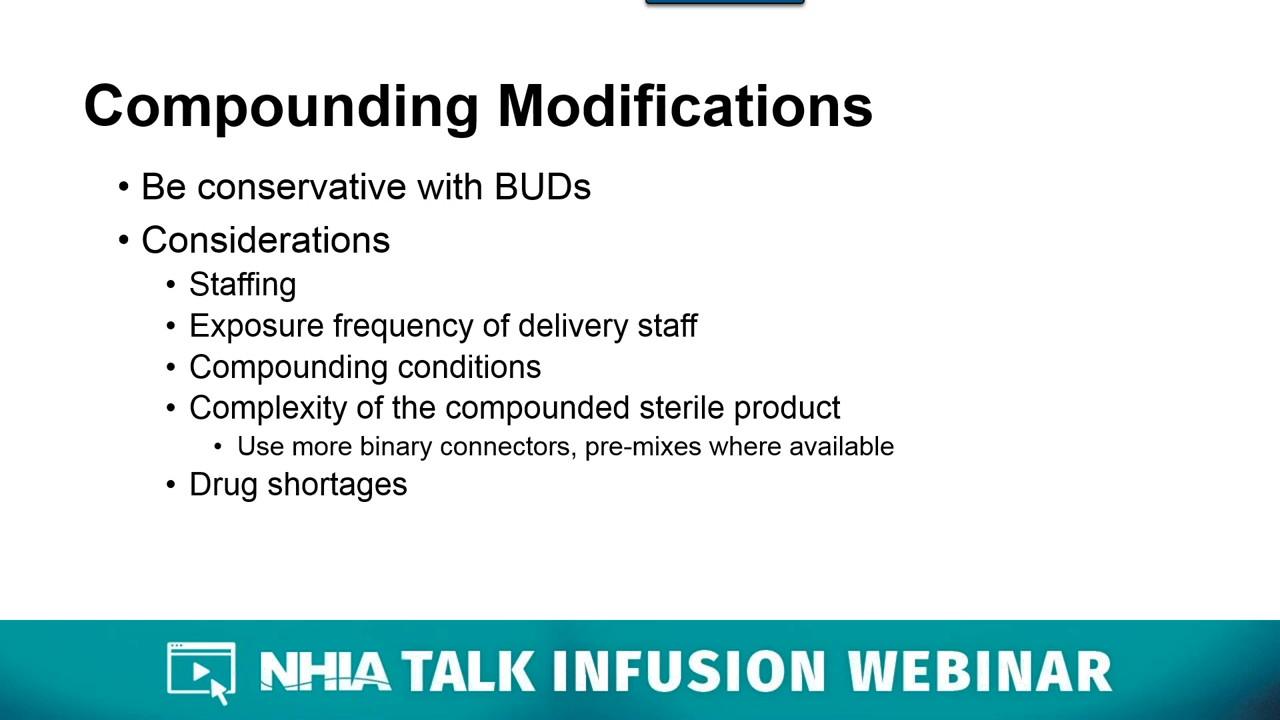 Compounding Modifications
• Be conservative with BUDs
• Considerations
• Staffing
• Exposure frequency of delivery staff
• Compounding conditions
• Complexity of the compounded sterile product
• Use more binary connectors, pre-mixes where available
• Drug shortages
NHIA TALK INFUSION WEBINAR